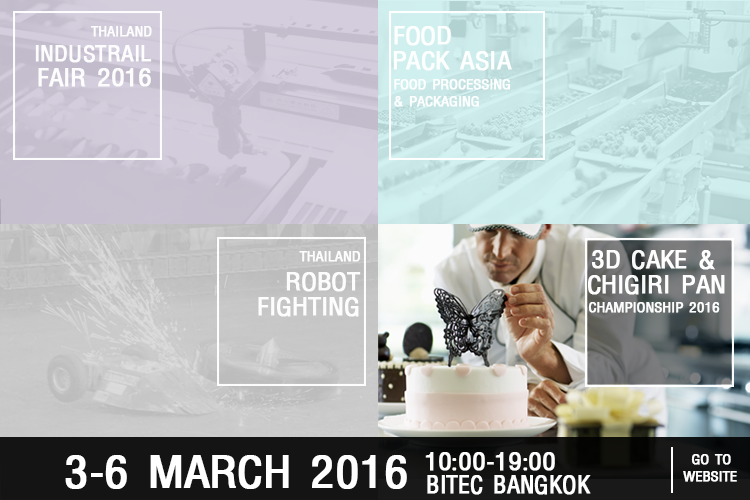 THAILAND
INDUSTRAIL
FAIR 2016
FOOD
PACK ASIA
FOOD PROCESSING
& PACKAGING
THAILAND
ROBOT
FIGHTING
3D CAKE &
CHIGIRI PAN
CHAMPIONSHIP 2016
3-6 MARCH 2016
10:00-19:00
BITEC BANGKOK
GO TO
WEBSITE